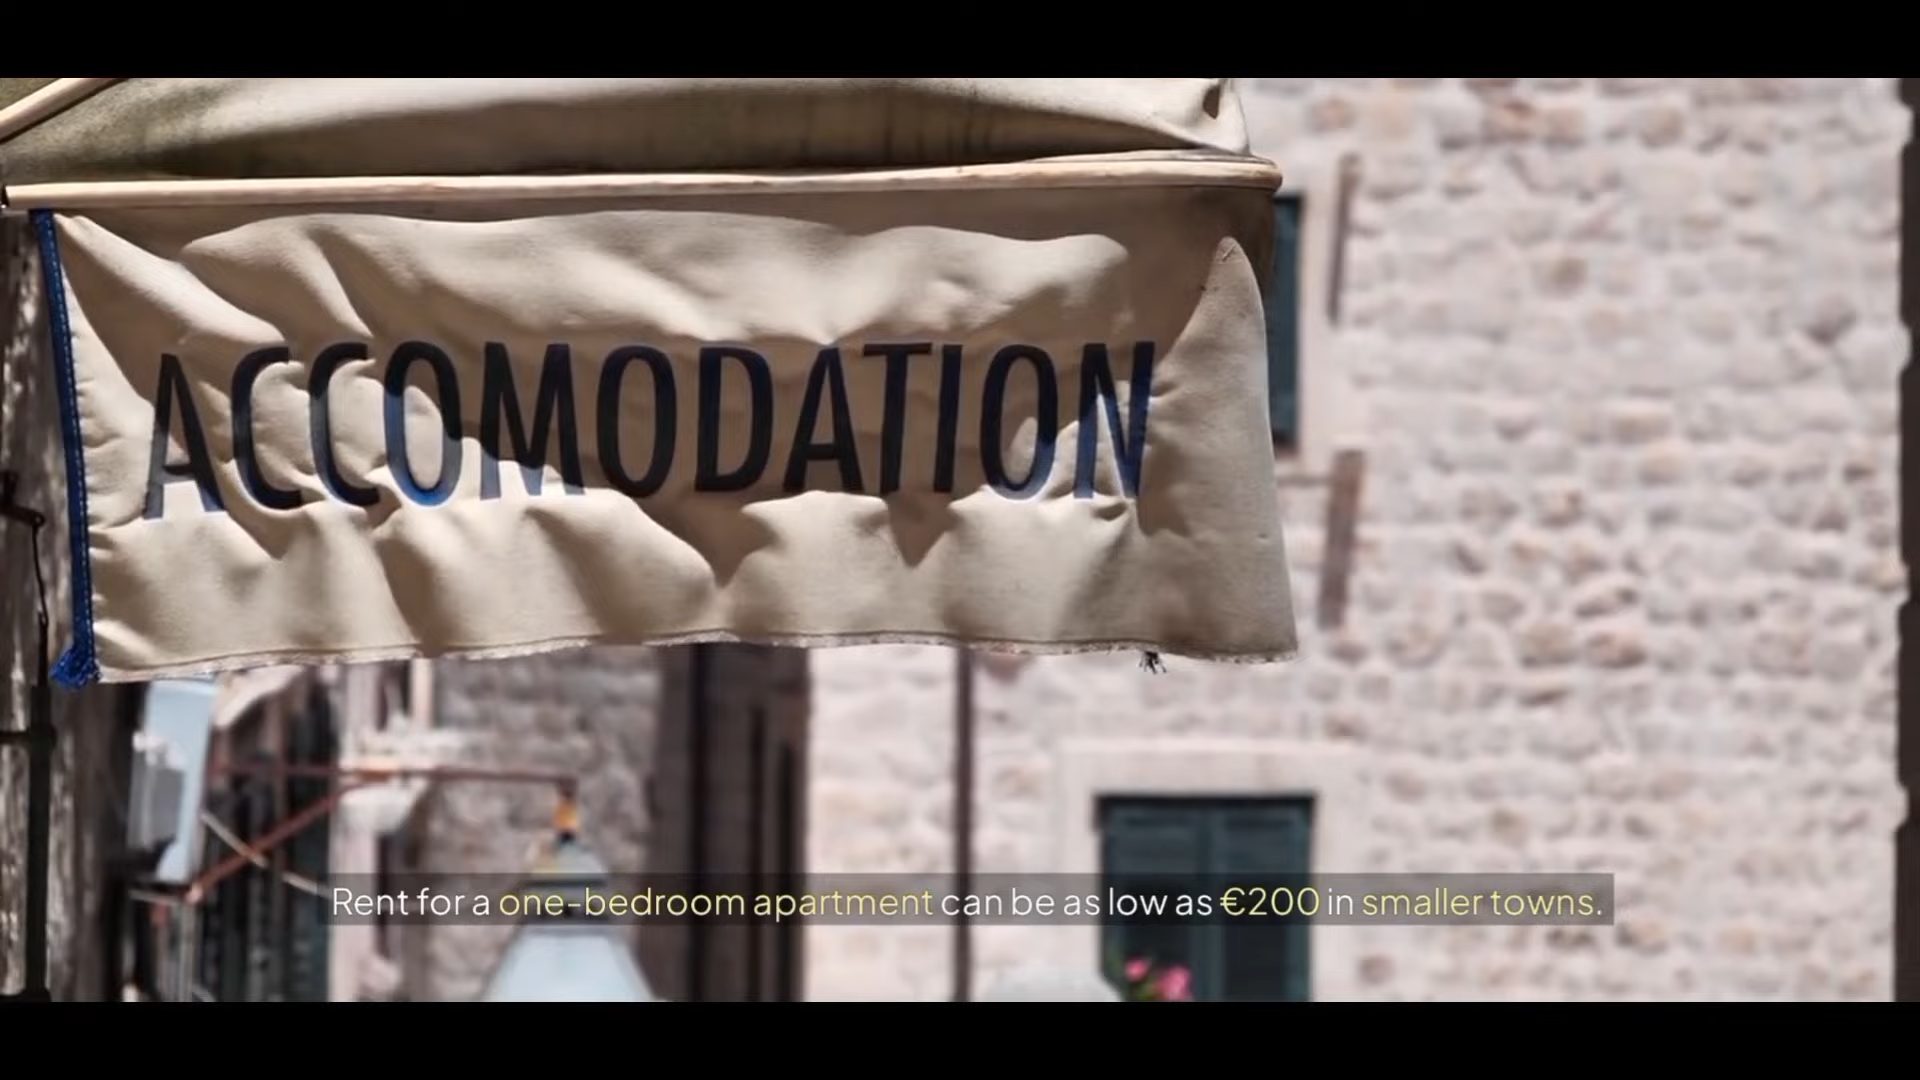 ACCOMODATION
Rent for a one-bedroom apartment can be as low as €200 in smaller towns.